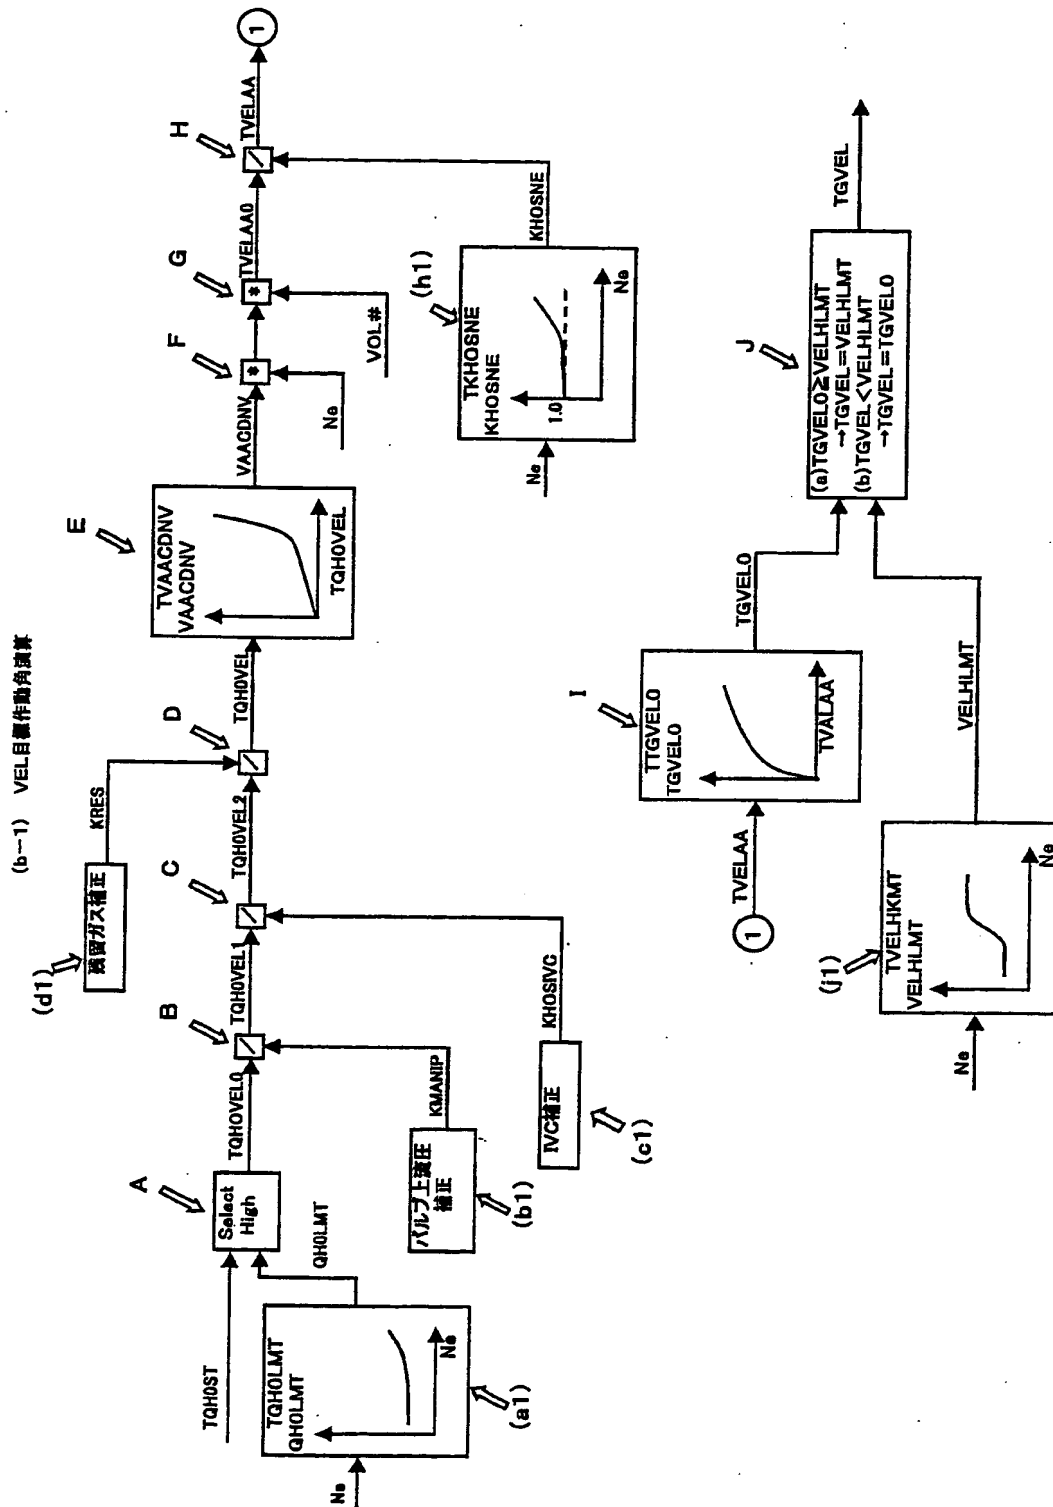 (b-1) VEL目標作動角演算
TQH0ST
Ne
TQH0LMT
QH0LMT
Ne
(a1)
QH0LMT
A
Select
High
TQH0VEL0
バルブ上流圧
補正
(b1)
KMANIP
B
TQH0VEL1
IVC補正
(c1)
KHOSIVC
C
TQH0VEL2
残留ガス補正
(d1)
KRES
D
TQH0VEL
E
TVAACDNV
VAACDNV
TQH0VEL
VAACDNV
F
*
Ne
G
*
VOL#
TVELAA0
H
Ne
TKHOSNE
KHOSNE
1.0
Ne
(h1)
KHOSNE
TVELAA
1
1
TVELAA
I
TTGVEL0
TGVEL0
TVALAA
TGVEL0
Ne
(j1)
TVELHKMT
VELHLMT
Ne
VELHLMT
J
(a)TGVEL0≧VELHLMT
→TGVEL=VELHLMT
(b)TGVEL<VELHLMT
→TGVEL=TGVEL0
TGVEL